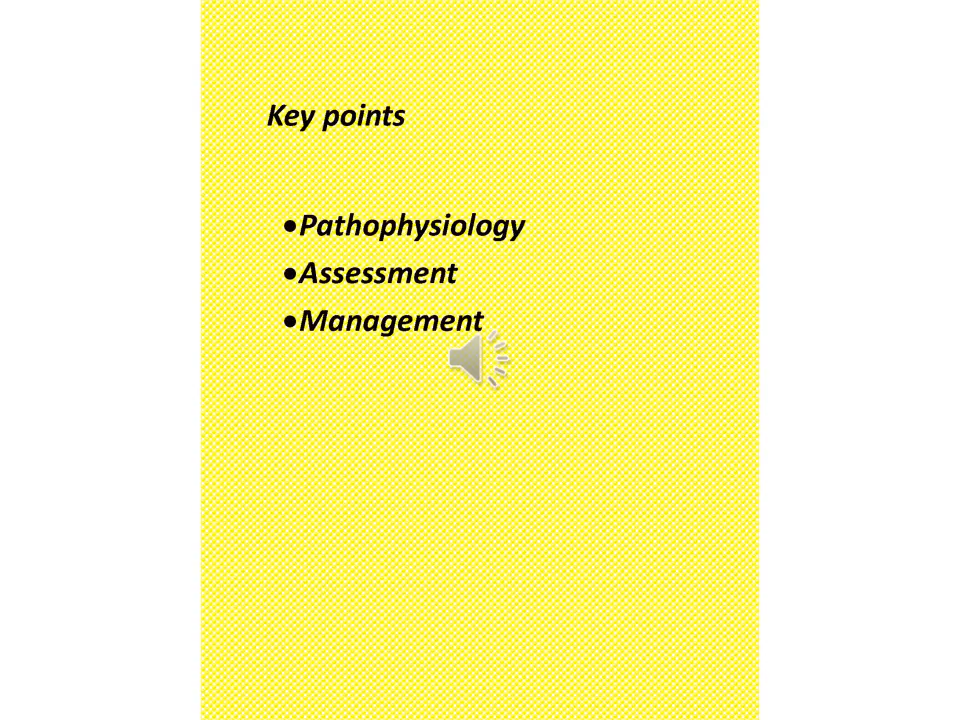 Key points
•Pathophysiology
•Assessment
•Management